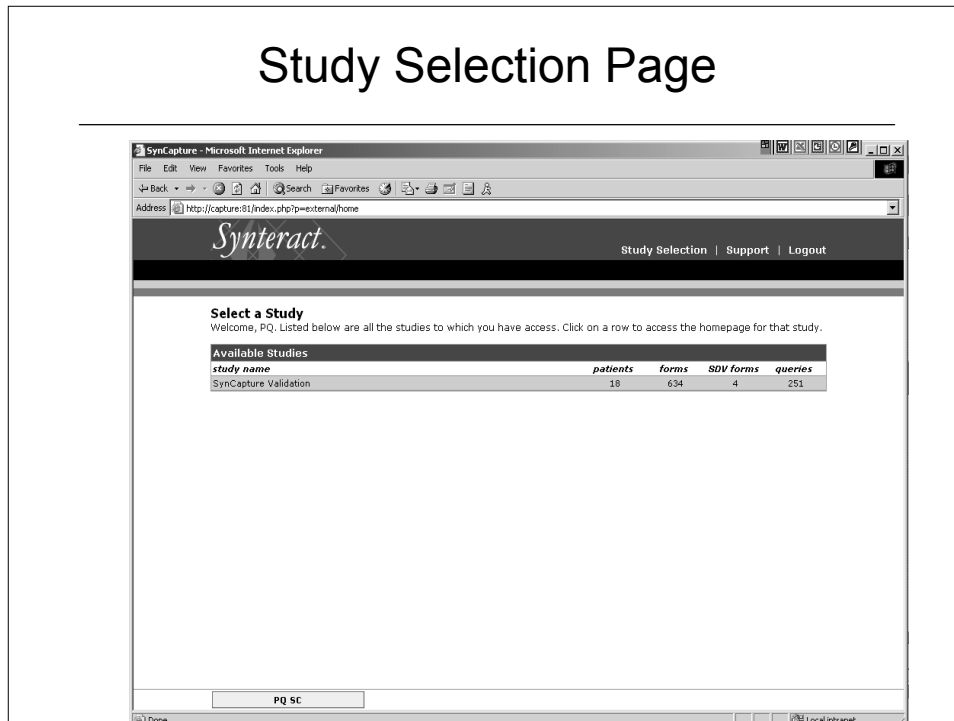 Study Selection Page
SynCapture - Microsoft Internet Explorer
File Edit View Favorites Tools Help
Back Search Favorites
Address http://capture:81/index.php?p=external/home
Synteract.
Study Selection | Support | Logout
Select a Study
Welcome, PQ. Listed below are all the studies to which you have access. Click on a row to access the homepage for that study.
Available Studies
study name patients forms SDV forms queries
SynCapture Validation 18 634 4 251
PQ SC
Done Local intranet